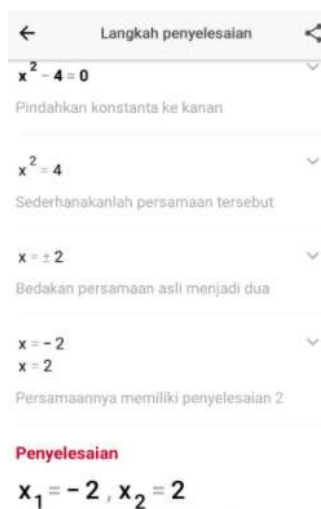 Langkah penyelesaian
x² - 4 = 0
Pindahkan konstanta ke kanan
x² = 4
Sederhanakanlah persamaan tersebut
x = ± 2
Bedakan persamaan asli menjadi dua
x = - 2
x = 2
Persamaannya memiliki penyelesaian 2
Penyelesaian
x₁ = - 2 , x₂ = 2